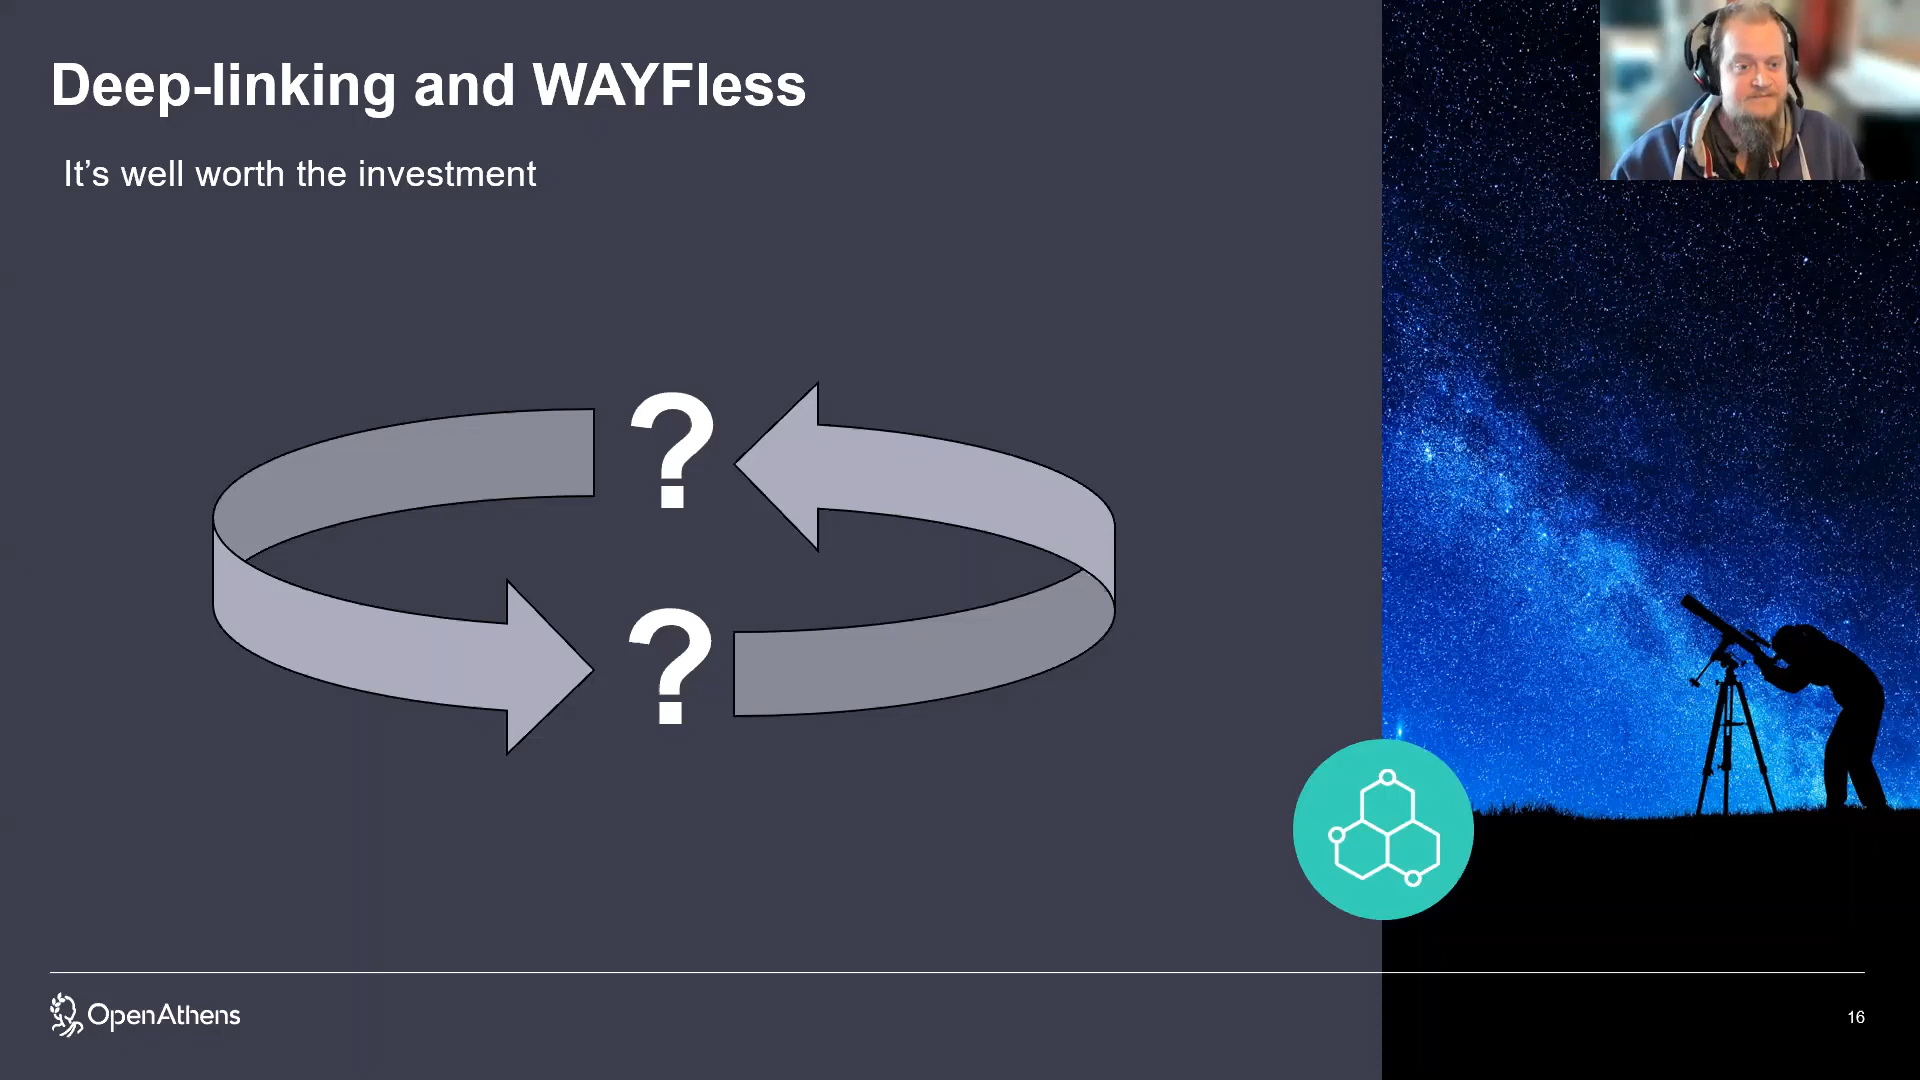 Deep-linking and WAYFless
It’s well worth the investment
?
?
OpenAthens
16